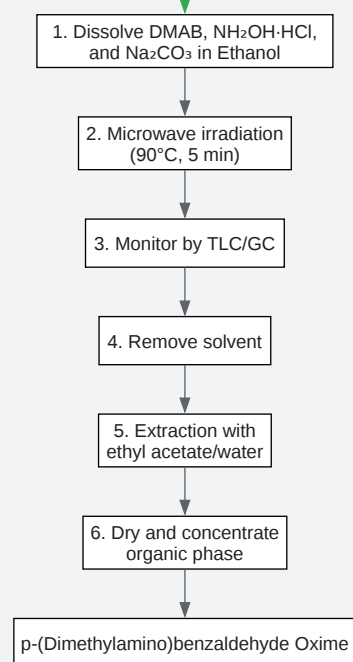 1. Dissolve DMAB, NH₂OH·HCl,
and Na₂CO₃ in Ethanol
2. Microwave irradiation
(90°C, 5 min)
3. Monitor by TLC/GC
4. Remove solvent
5. Extraction with
ethyl acetate/water
6. Dry and concentrate
organic phase
p-(Dimethylamino)benzaldehyde Oxime